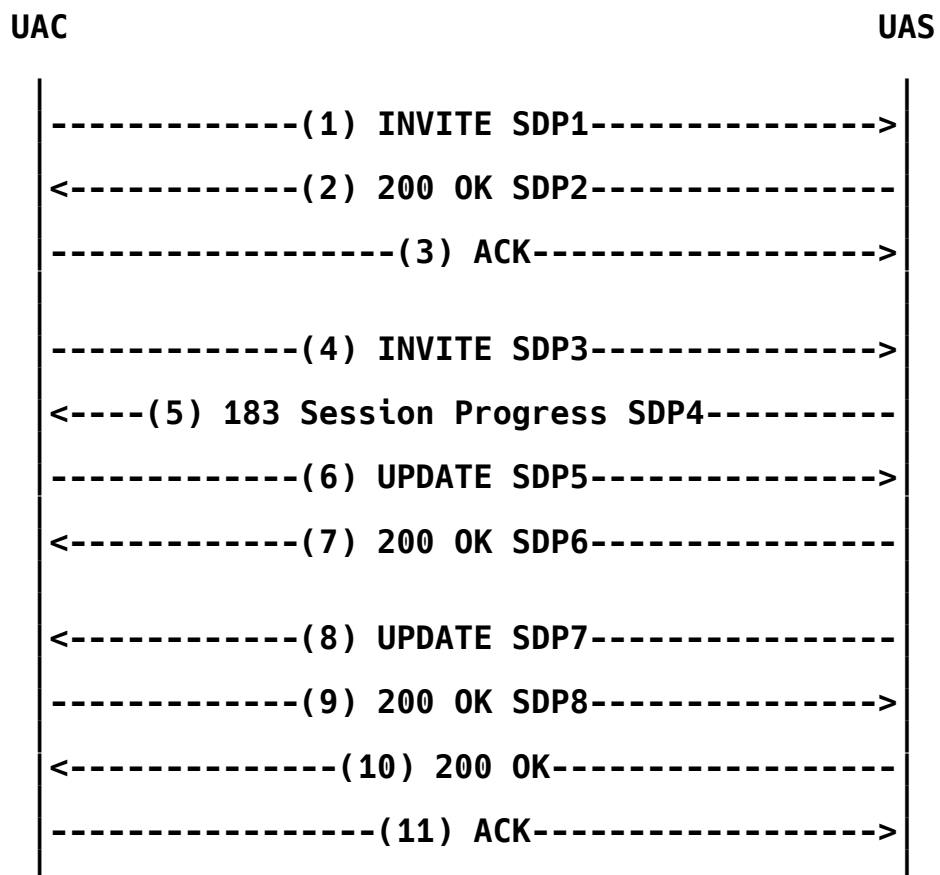 UAC UAS
-------------(1) INVITE SDP1--------------->
<------------(2) 200 OK SDP2----------------
------------------(3) ACK------------------>
-------------(4) INVITE SDP3--------------->
<----(5) 183 Session Progress SDP4----------
-------------(6) UPDATE SDP5--------------->
<------------(7) 200 OK SDP6----------------
<------------(8) UPDATE SDP7----------------
-------------(9) 200 OK SDP8--------------->
<--------------(10) 200 OK------------------
-----------------(11) ACK------------------>